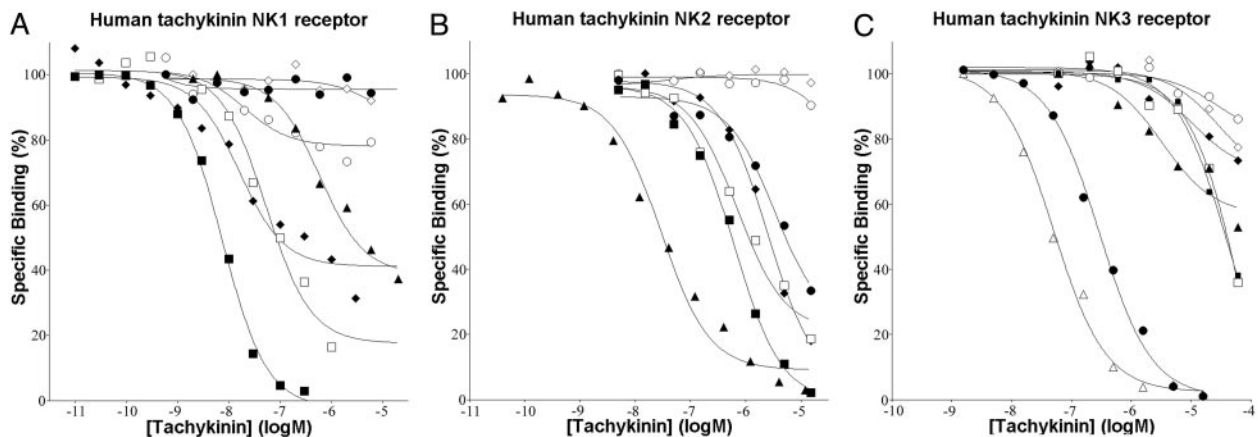 A
Human tachykinin NK1 receptor
Specific Binding (%)
100
80
60
40
20
0
-11 -10 -9 -8 -7 -6 -5
[Tachykinin] (logM)
B
Human tachykinin NK2 receptor
Specific Binding (%)
100
80
60
40
20
0
-10 -9 -8 -7 -6 -5
[Tachykinin] (logM)
C
Human tachykinin NK3 receptor
Specific Binding (%)
100
80
60
40
20
0
-10 -9 -8 -7 -6 -5 -4
[Tachykinin] (logM)